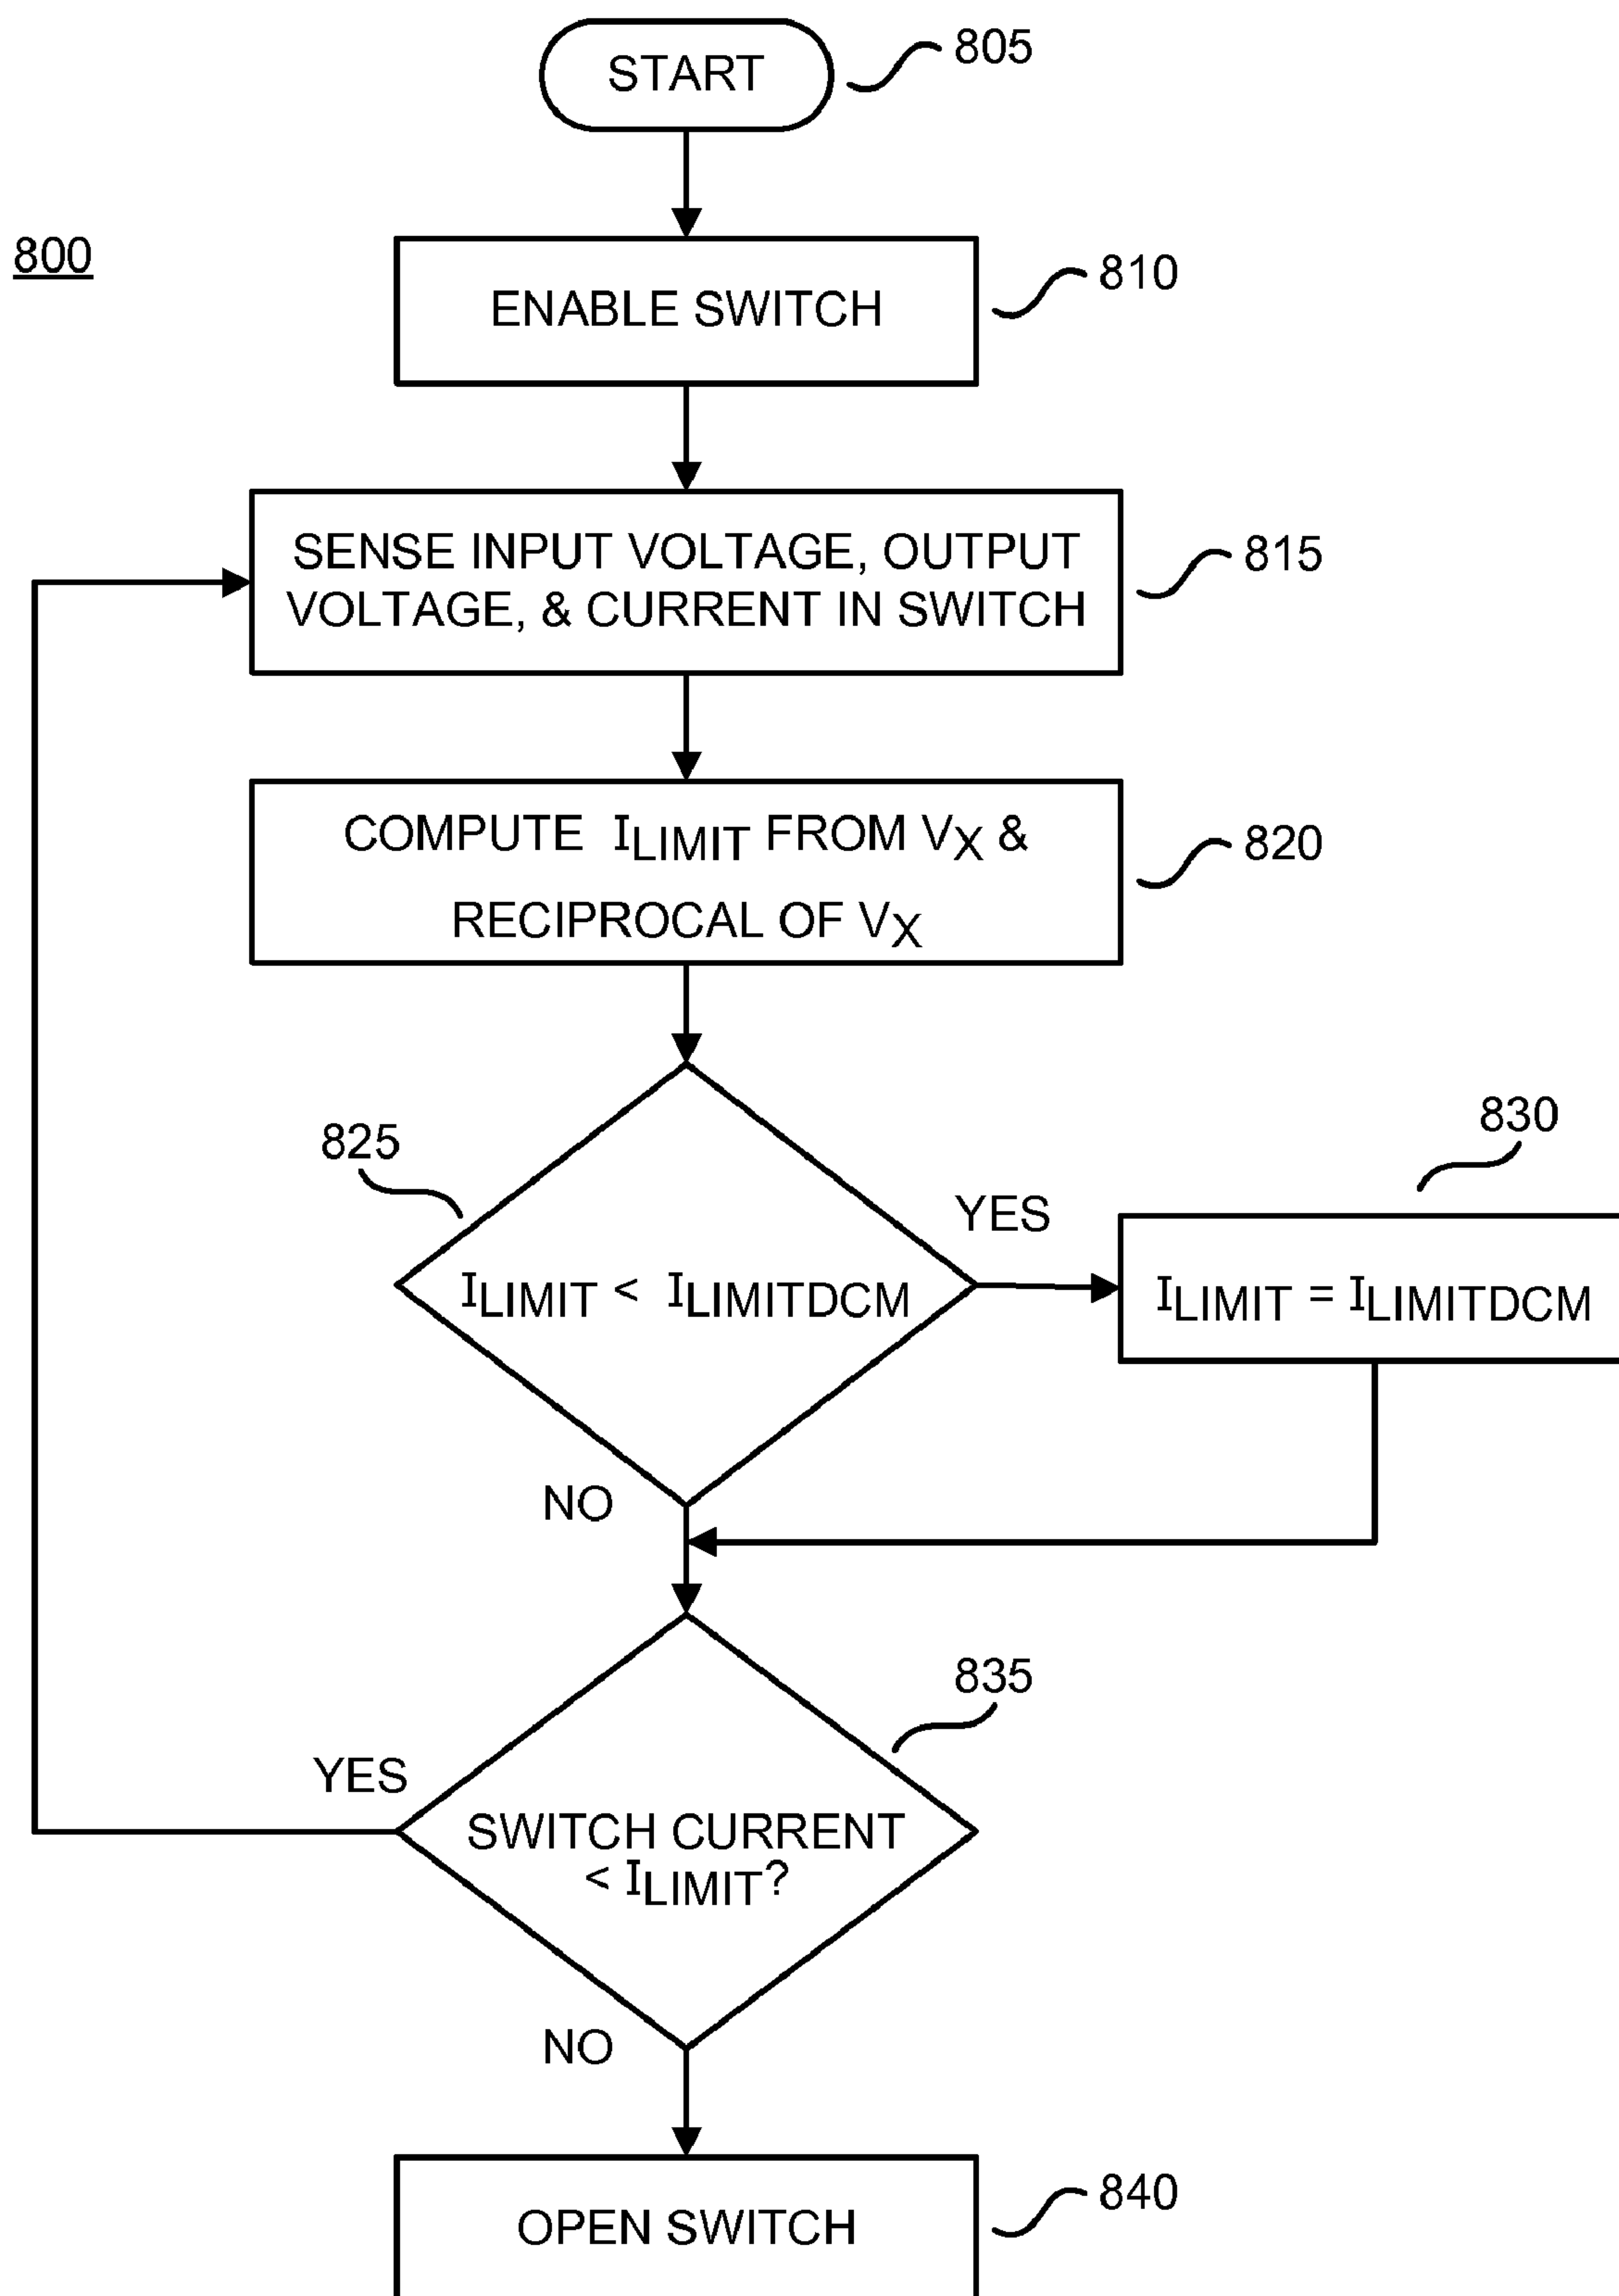 START
805
800
ENABLE SWITCH
810
SENSE INPUT VOLTAGE, OUTPUT
VOLTAGE, & CURRENT IN SWITCH
815
COMPUTE ILIMIT FROM VX &
RECIPROCAL OF VX
820
825
ILIMIT < ILIMITDCM
YES
830
ILIMIT = ILIMITDCM
NO
835
YES
SWITCH CURRENT
< ILIMIT?
NO
OPEN SWITCH
840